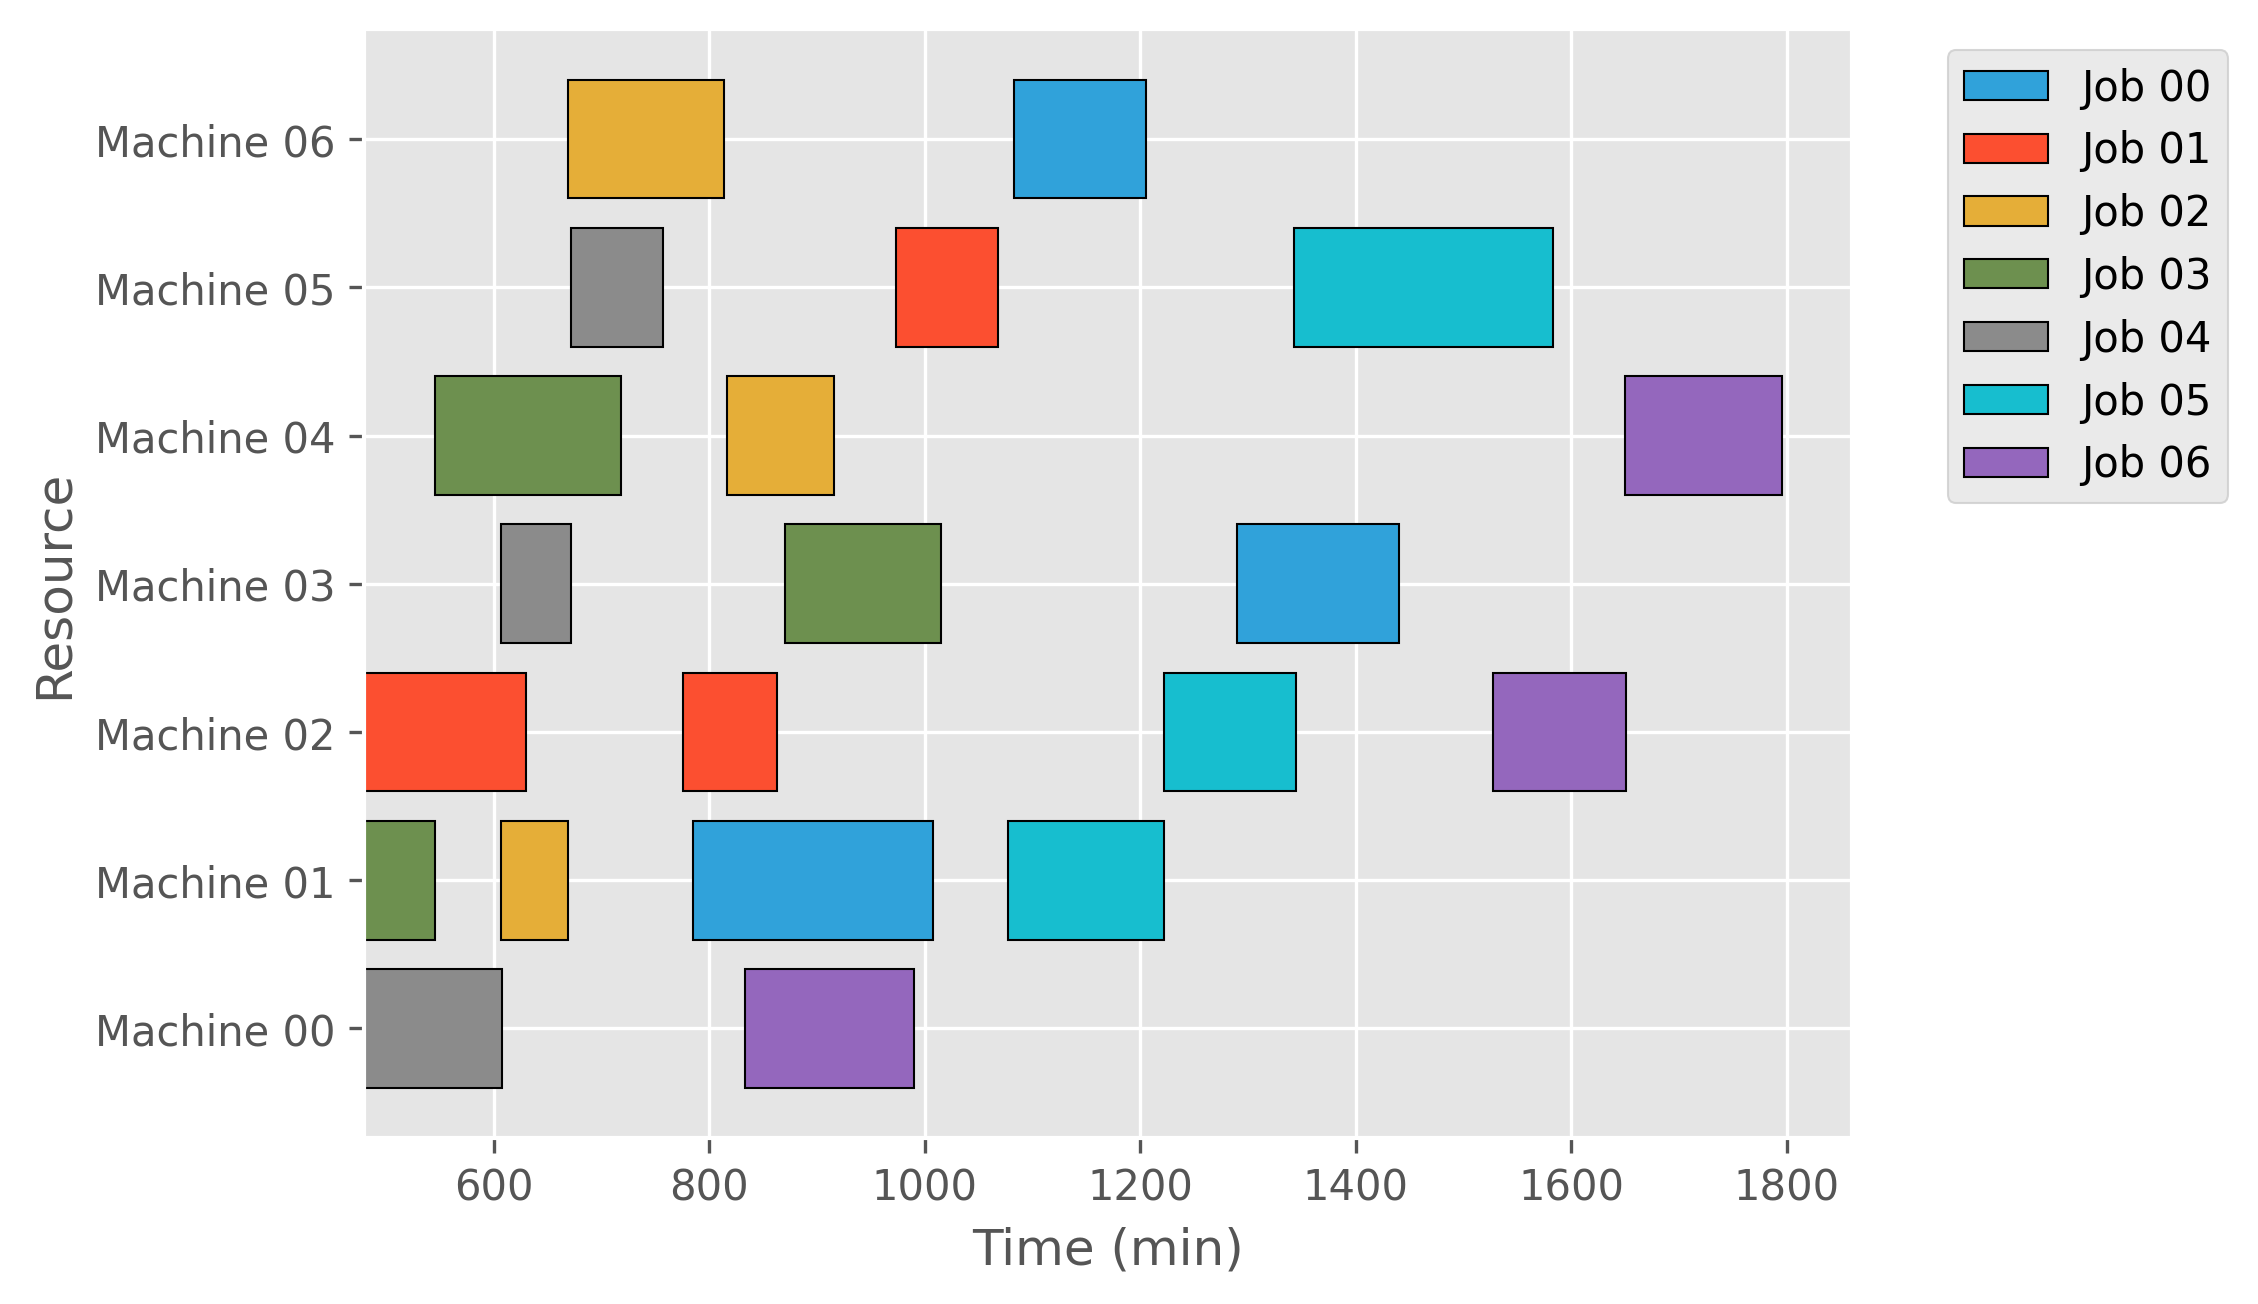 Resource
Machine 06
Machine 05
Machine 04
Machine 03
Machine 02
Machine 01
Machine 00
600 800 1000 1200 1400 1600 1800
Time (min)
Job 00
Job 01
Job 02
Job 03
Job 04
Job 05
Job 06